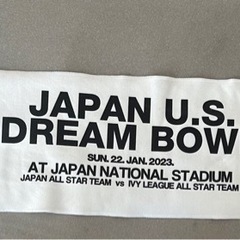 JAPAN U.S.
DREAM BOW
SUN. 22. JAN. 2023.
AT JAPAN NATIONAL STADIUM
JAPAN ALL STAR TEAM vs IVY LEAGUE ALL STAR TEAM